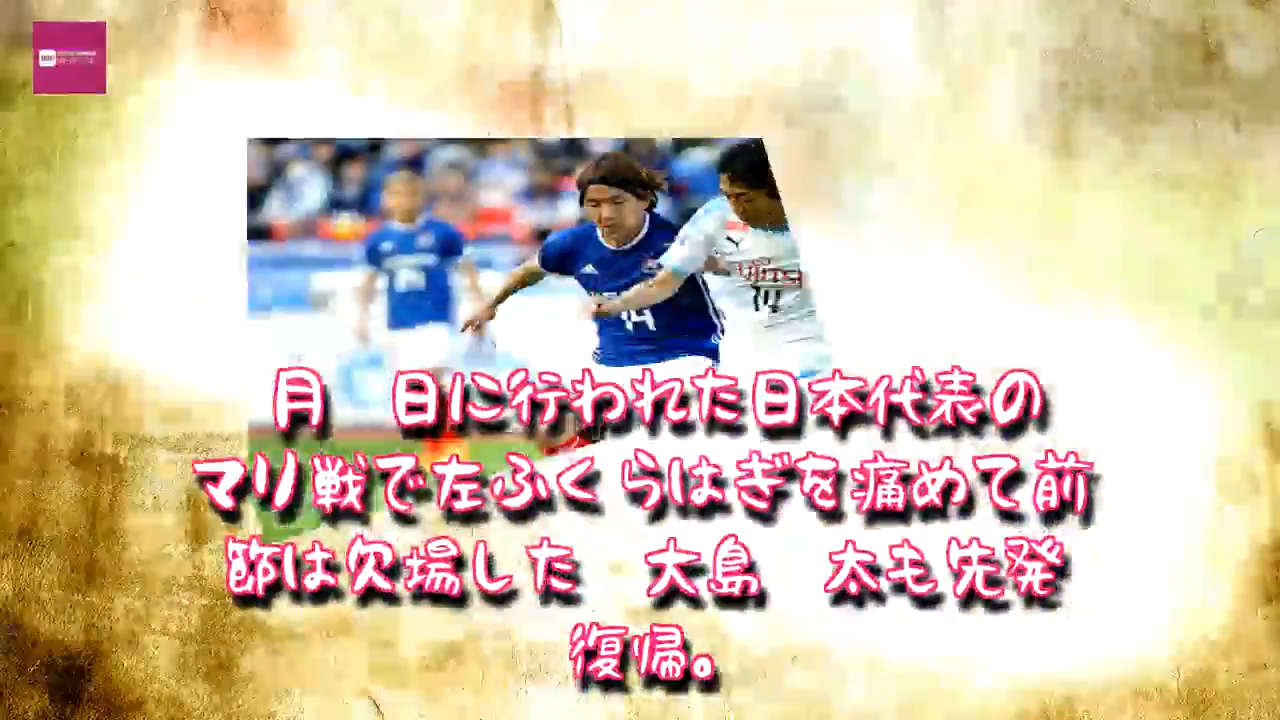 14
月　日に行われた日本代表の
マリ戦で左ふくらはぎを痛めて前
節は欠場した　大島　太も先発
復帰。